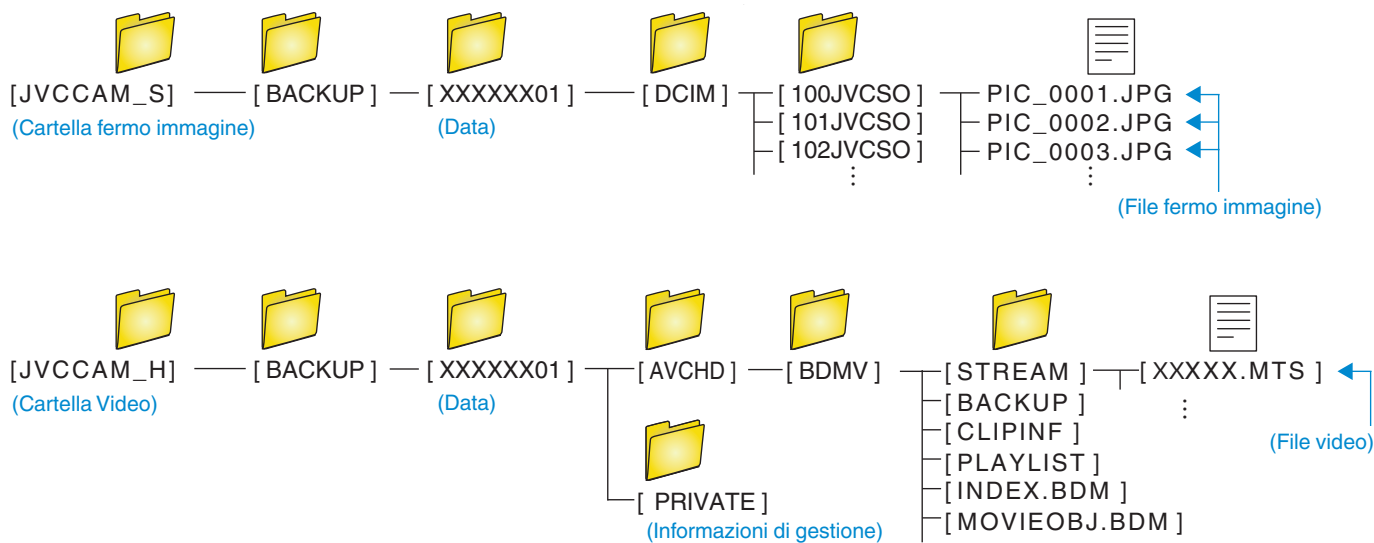 [JVCCAM_S] [BACKUP] [XXXXXX01] [DCIM] [100JVCSO] PIC_0001.JPG
(Cartella fermo immagine) (Data) [101JVCSO] PIC_0002.JPG
[102JVCSO] PIC_0003.JPG
(File fermo immagine)
[JVCCAM_H] [BACKUP] [XXXXXX01] [AVCHD] [BDMV] [STREAM] [XXXXX.MTS]
(Cartella Video) (Data) [BACKUP]
[CLIPINF] (File video)
[PLAYLIST]
[PRIVATE] [INDEX.BDM]
(Informazioni di gestione) [MOVIEOBJ.BDM]